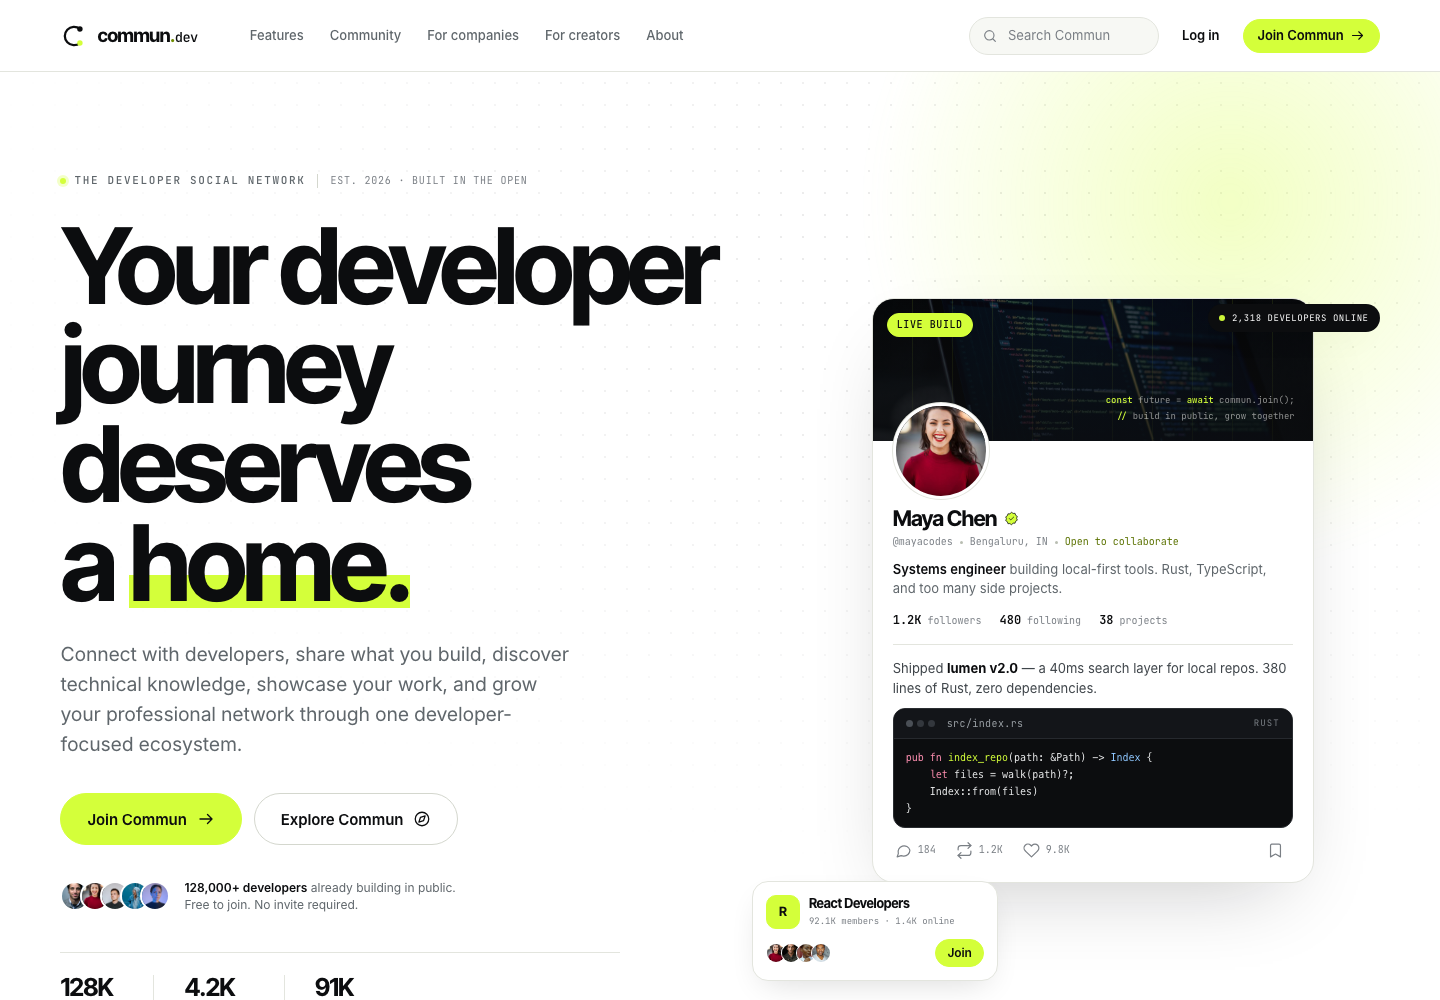 commun.dev
Features
Community
For companies
For creators
About
Search Commun
Log in
Join Commun
THE DEVELOPER SOCIAL NETWORK
EST. 2026 · BUILT IN THE OPEN
Your developer
journey
deserves
a home.
Connect with developers, share what you build, discover
technical knowledge, showcase your work, and grow
your professional network through one developer-
focused ecosystem.
Join Commun
Explore Commun
128,000+ developers already building in public.
Free to join. No invite required.
128K
4.2K
91K
LIVE BUILD
2,318 DEVELOPERS ONLINE
const future = await commun.join();
// build in public, grow together
Maya Chen
@mayacodes • Bengaluru, IN • Open to collaborate
Systems engineer building local-first tools. Rust, TypeScript,
and too many side projects.
1.2K followers 480 following 38 projects
Shipped lumen v2.0 — a 40ms search layer for local repos. 380
lines of Rust, zero dependencies.
src/index.rs
RUST
pub fn index_repo(path: &Path) -> Index {
let files = walk(path)?;
Index::from(files)
}
184
1.2K
9.8K
R
React Developers
92.1K members · 1.4K online
Join